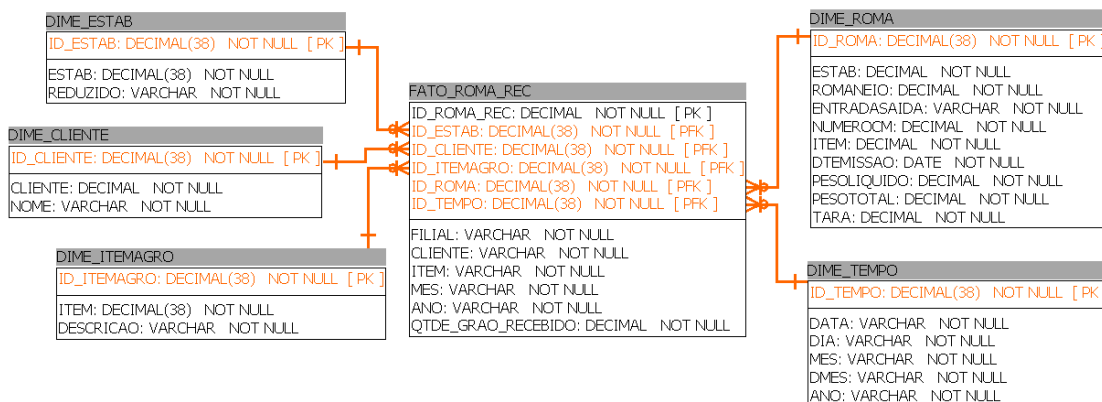 DIME_ESTAB
ID_ESTAB: DECIMAL(38) NOT NULL [ PK ]
ESTAB: DECIMAL(38) NOT NULL
REDUZIDO: VARCHAR NOT NULL
DIME_CLIENTE
ID_CLIENTE: DECIMAL(38) NOT NULL [ PK ]
CLIENTE: DECIMAL NOT NULL
NOME: VARCHAR NOT NULL
DIME_ITEMAGRO
ID_ITEMAGRO: DECIMAL(38) NOT NULL [ PK ]
ITEM: DECIMAL(38) NOT NULL
DESCRICAO: VARCHAR NOT NULL
FATO_ROMA_REC
ID_ROMA_REC: DECIMAL NOT NULL [ PK ]
ID_ESTAB: DECIMAL(38) NOT NULL [ PFK ]
ID_CLIENTE: DECIMAL(38) NOT NULL [ PFK ]
ID_ITEMAGRO: DECIMAL(38) NOT NULL [ PFK ]
ID_ROMA: DECIMAL(38) NOT NULL [ PFK ]
ID_TEMPO: DECIMAL(38) NOT NULL [ PFK ]
FILIAL: VARCHAR NOT NULL
CLIENTE: VARCHAR NOT NULL
ITEM: VARCHAR NOT NULL
MES: VARCHAR NOT NULL
ANO: VARCHAR NOT NULL
QTDE_GRAO_RECEBIDO: DECIMAL NOT NULL
DIME_ROMA
ID_ROMA: DECIMAL(38) NOT NULL [ PK ]
ESTAB: DECIMAL NOT NULL
ROMANEIO: DECIMAL NOT NULL
ENTRADASAIDA: VARCHAR NOT NULL
NUMEROCM: DECIMAL NOT NULL
ITEM: DECIMAL NOT NULL
DTEMISSAO: DATE NOT NULL
PESOLIQUIDO: DECIMAL NOT NULL
PESOTOTAL: DECIMAL NOT NULL
TARA: DECIMAL NOT NULL
DIME_TEMPO
ID_TEMPO: DECIMAL(38) NOT NULL [ PK
DATA: VARCHAR NOT NULL
DIA: VARCHAR NOT NULL
MES: VARCHAR NOT NULL
DMES: VARCHAR NOT NULL
ANO: VARCHAR NOT NULL